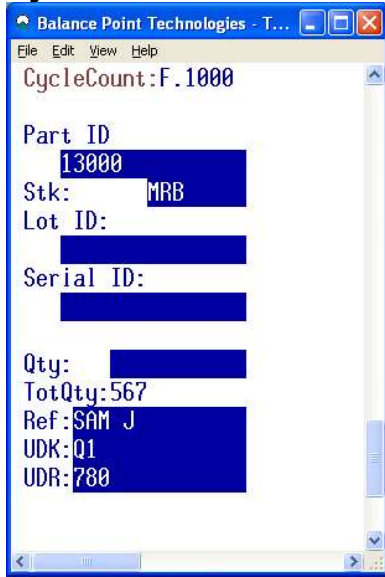 Balance Point Technologies - T...
File Edit View Help
CycleCount:F.1000
Part ID
13000
Stk: MRB
Lot ID:
Serial ID:
Qty:
TotQty:567
Ref:SAM J
UDK:Q1
UDR:780